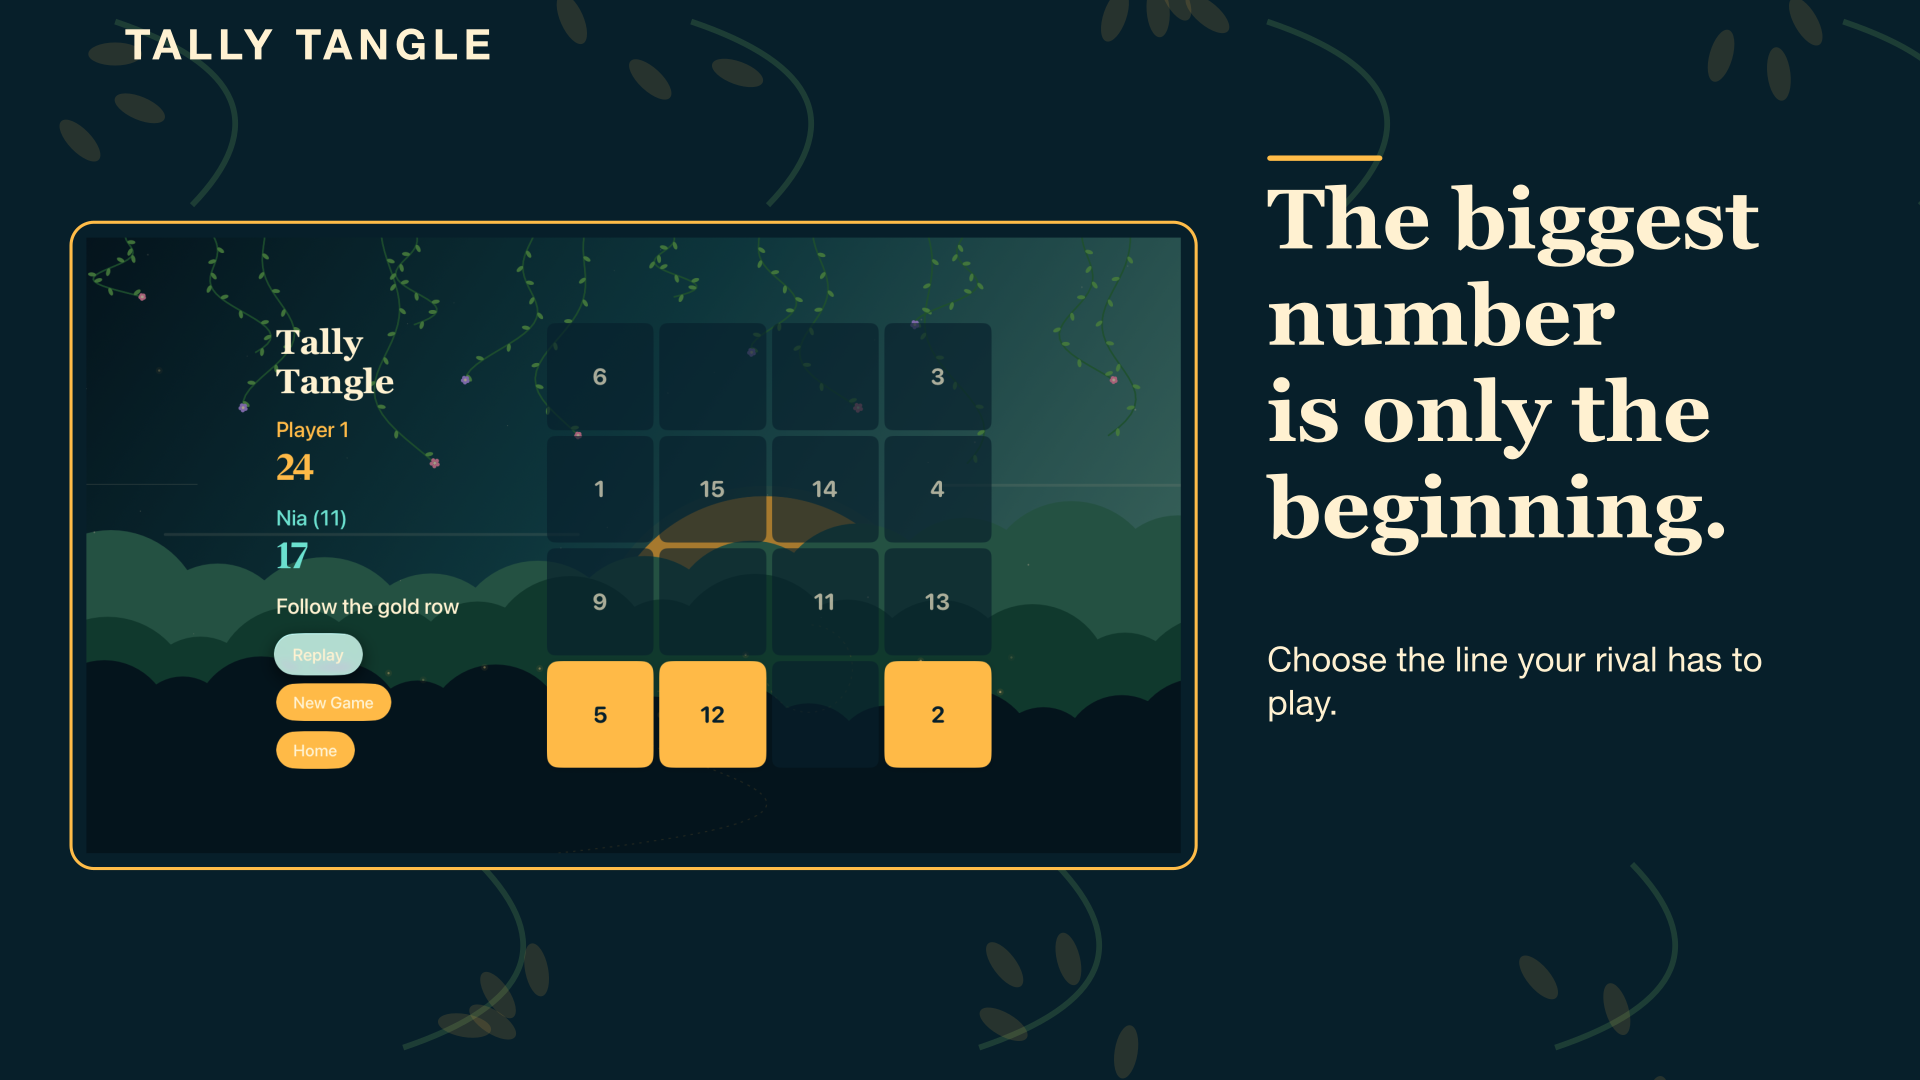 TALLY TANGLE
Tally
Tangle
Player 1
24
Nia (11)
17
Follow the gold row
Replay
New Game
Home
6 3
1 15 14 4
9 11 13
5 12 2
The biggest
number
is only the
beginning.
Choose the line your rival has to
play.